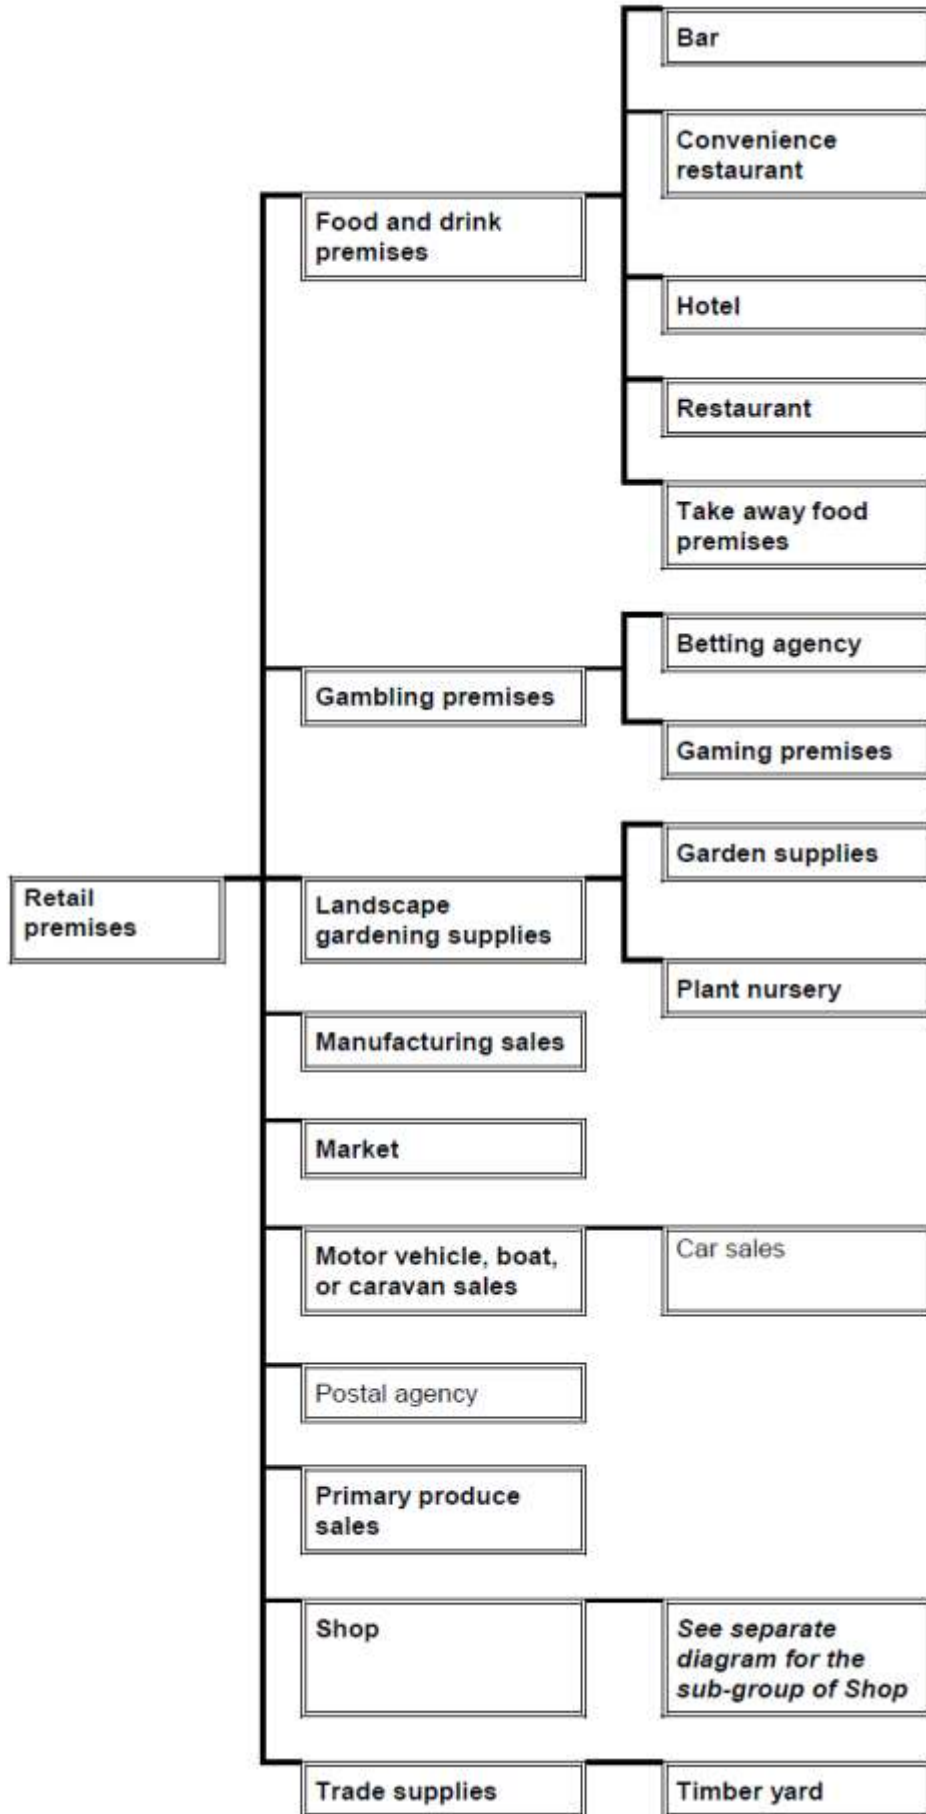 Bar
Convenience
restaurant
Food and drink
premises
Hotel
Restaurant
Take away food
premises
Betting agency
Gambling premises
Gaming premises
Garden supplies
Retail
premises
Landscape
gardening supplies
Plant nursery
Manufacturing sales
Market
Motor vehicle, boat,
or caravan sales
Car sales
Postal agency
Primary produce
sales
Shop
See separate
diagram for the
sub-group of Shop
Trade supplies
Timber yard